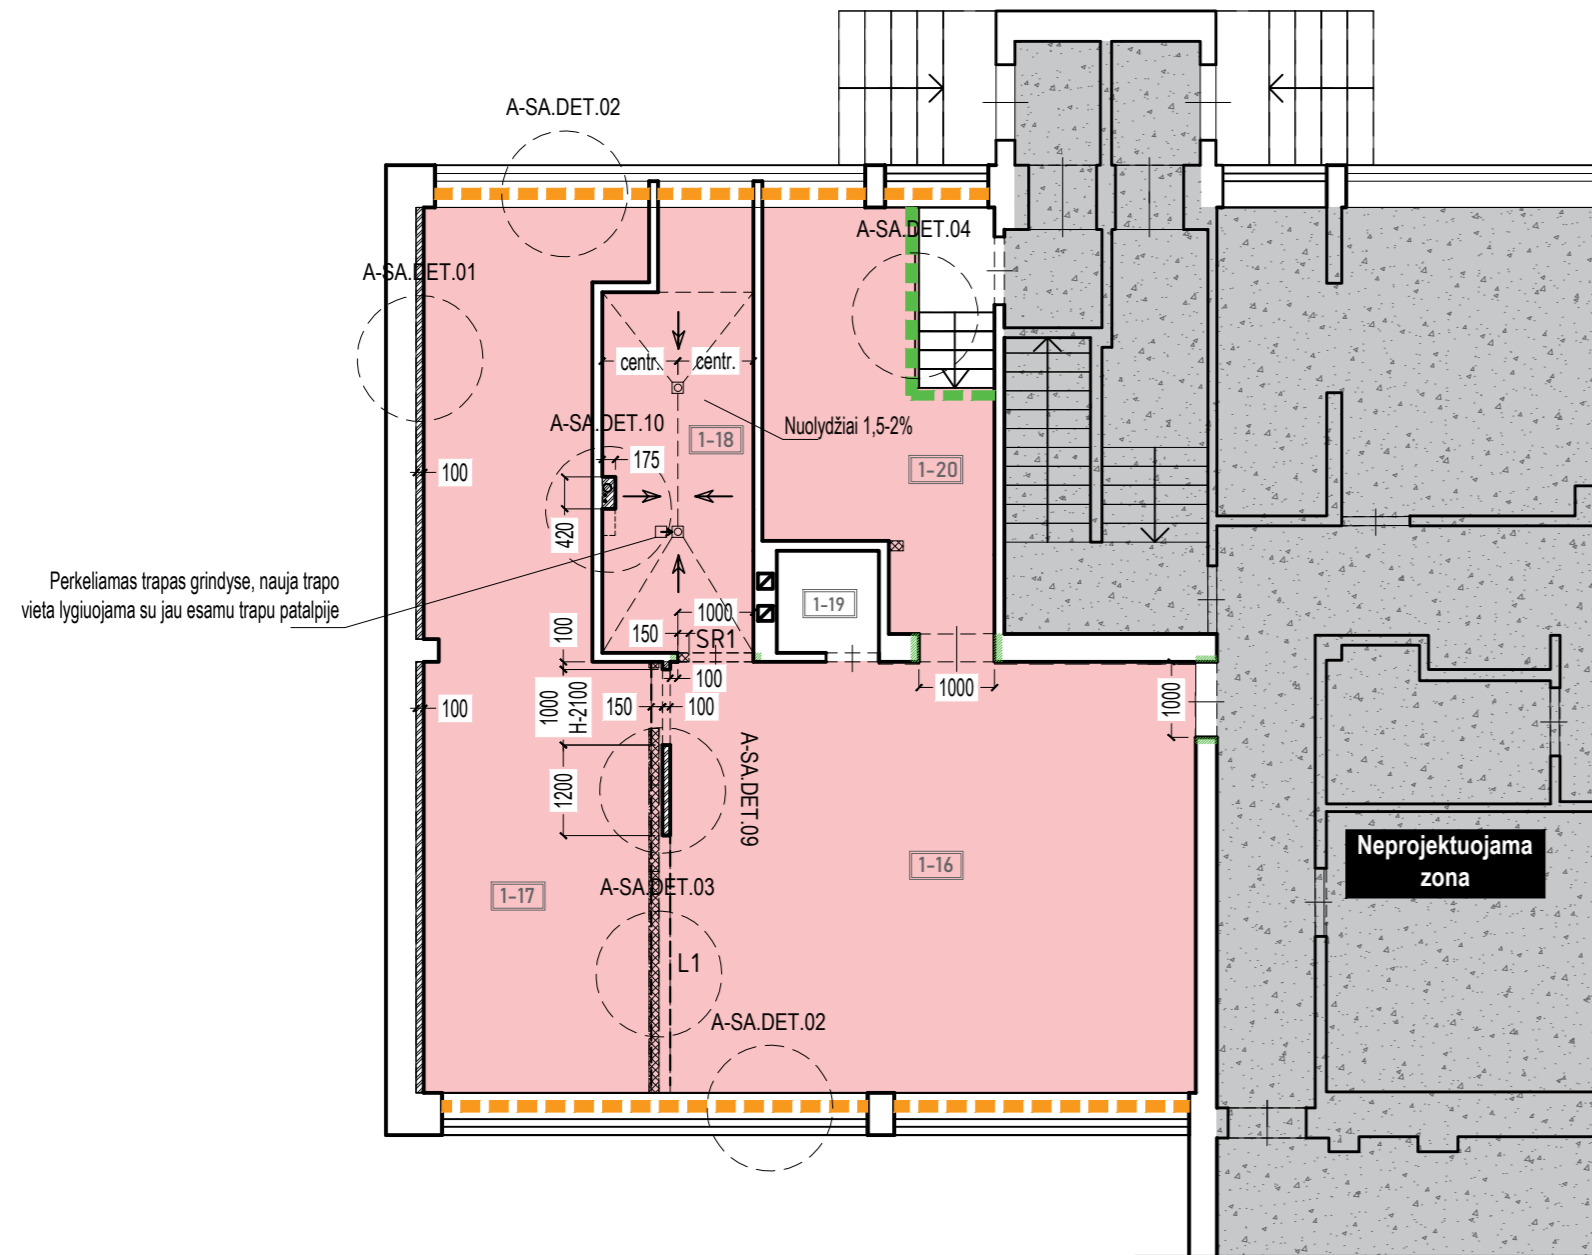 A-SA.DET.02
A-SA.DET.04
A-SA.DET.01
centr.
centr.
A-SA.DET.10
1-18
Nuolydžiai 1,5-2%
175
1-20
100
420
Perkeliamas trapas grindyse, nauja trapo
vieta lygiuojama su jau esamu trapu patalpije
1-19
1000
150
SR1
100
100
1000
100
150
100
1000
H-2100
1000
1200
A-SA.DET.09
Neprojektuojama
zona
1-16
1-17
A-SA.DET.03
L1
A-SA.DET.02